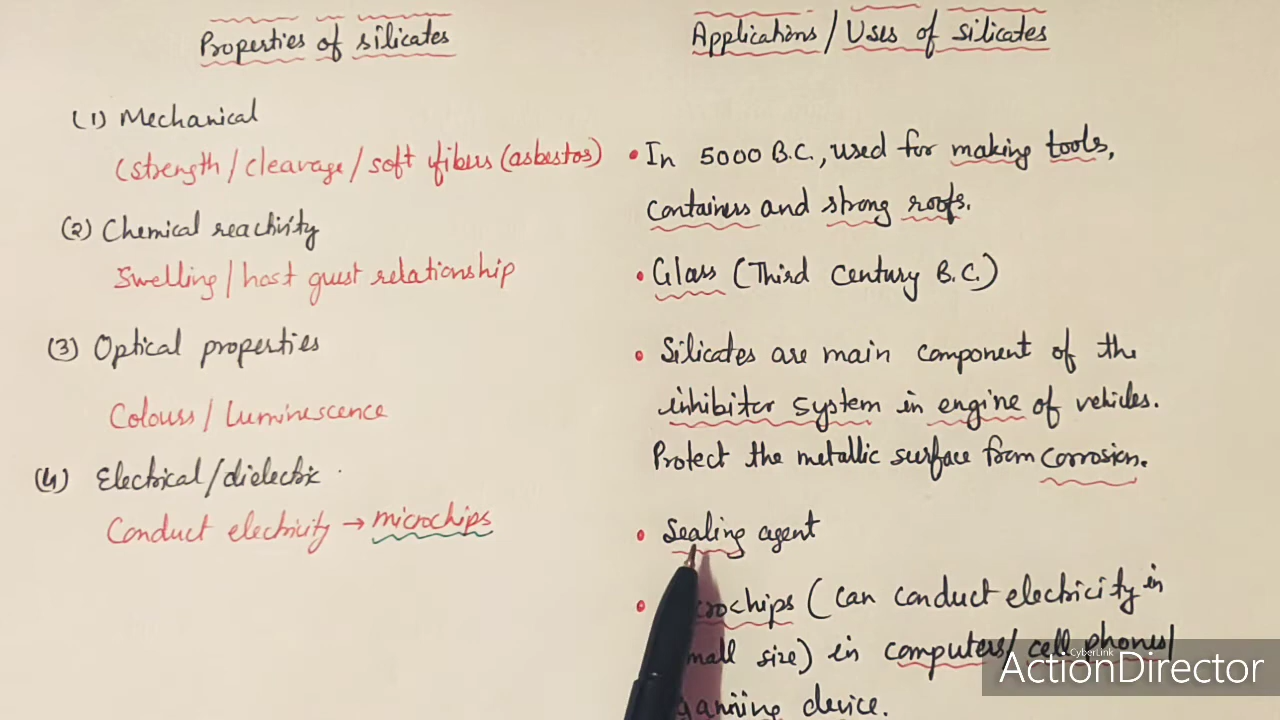 Properties of silicates
(1) Mechanical
(strength / cleavage / soft fibers (asbestos)
(2) Chemical reactivity
Swelling / host guest relationship
(3) Optical properties
Colours / Luminescence
(4) Electrical / dielectric
Conduct electricity → microchips
Applications / Uses of silicates
• In 5000 B.C., used for making tools,
containers and strong roofs.
• Glass (Third Century B.C.)
• Silicates are main component of the
inhibitor system in engine of vehicles.
Protect the metallic surface from corrosion.
• Sealing agent
• crochips (can conduct electricity in
mall size) in computers / cell phones /
device.
CyberLink
ActionDirector